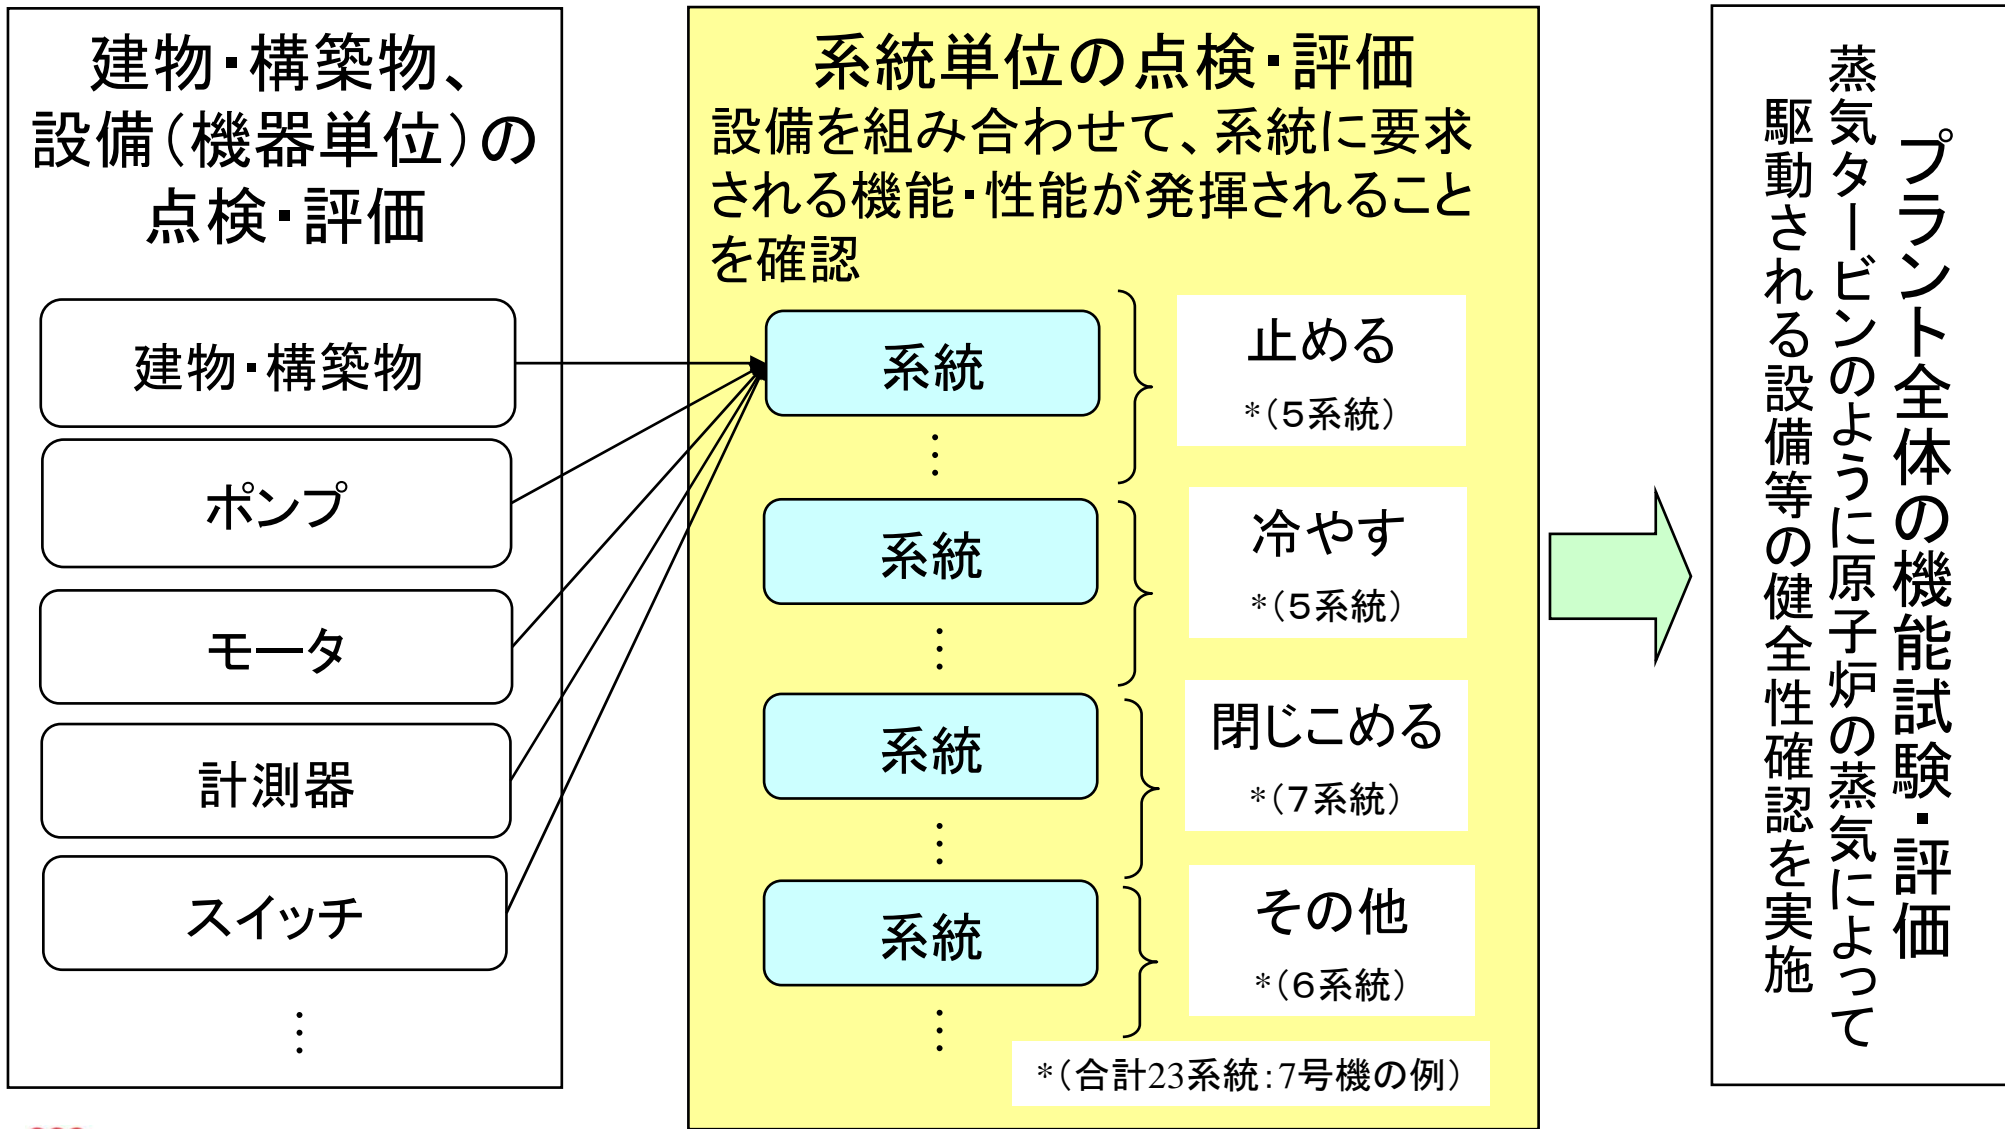 建物・構築物、
設備（機器単位）の
点検・評価
建物・構築物
ポンプ
モータ
計測器
スイッチ
⋮
系統単位の点検・評価
設備を組み合わせて、系統に要求
される機能・性能が発揮されること
を確認
系統
⋮
止める
*（５系統）
系統
⋮
冷やす
*（５系統）
系統
⋮
閉じこめる
*（７系統）
系統
⋮
その他
*（６系統）
*（合計23系統：7号機の例）
プラント全体の機能試験・評価
蒸気タービンのように原子炉の蒸気によって
駆動される設備等の健全性確認を実施